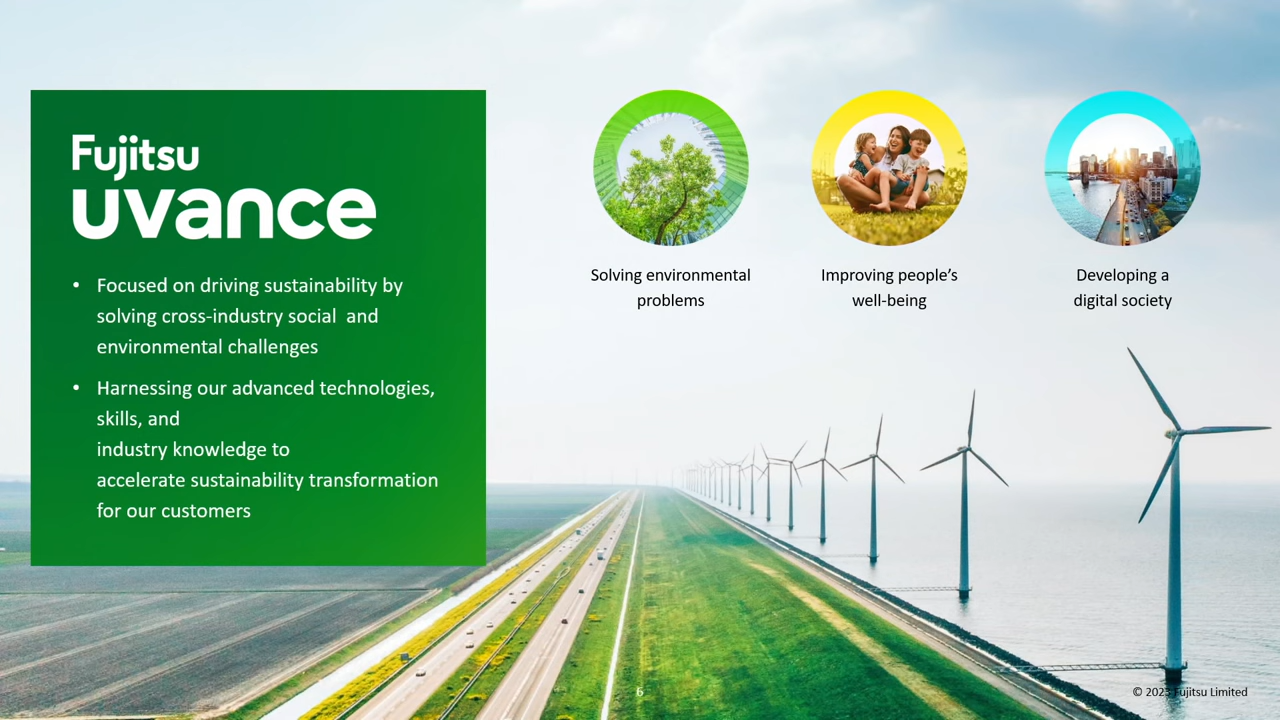 Fujitsu
uvance
• Focused on driving sustainability by
solving cross-industry social  and
environmental challenges
• Harnessing our advanced technologies,
skills, and
industry knowledge to
accelerate sustainability transformation
for our customers
Solving environmental
problems
Improving people’s
well-being
Developing a
digital society
6
© 2023 Fujitsu Limited